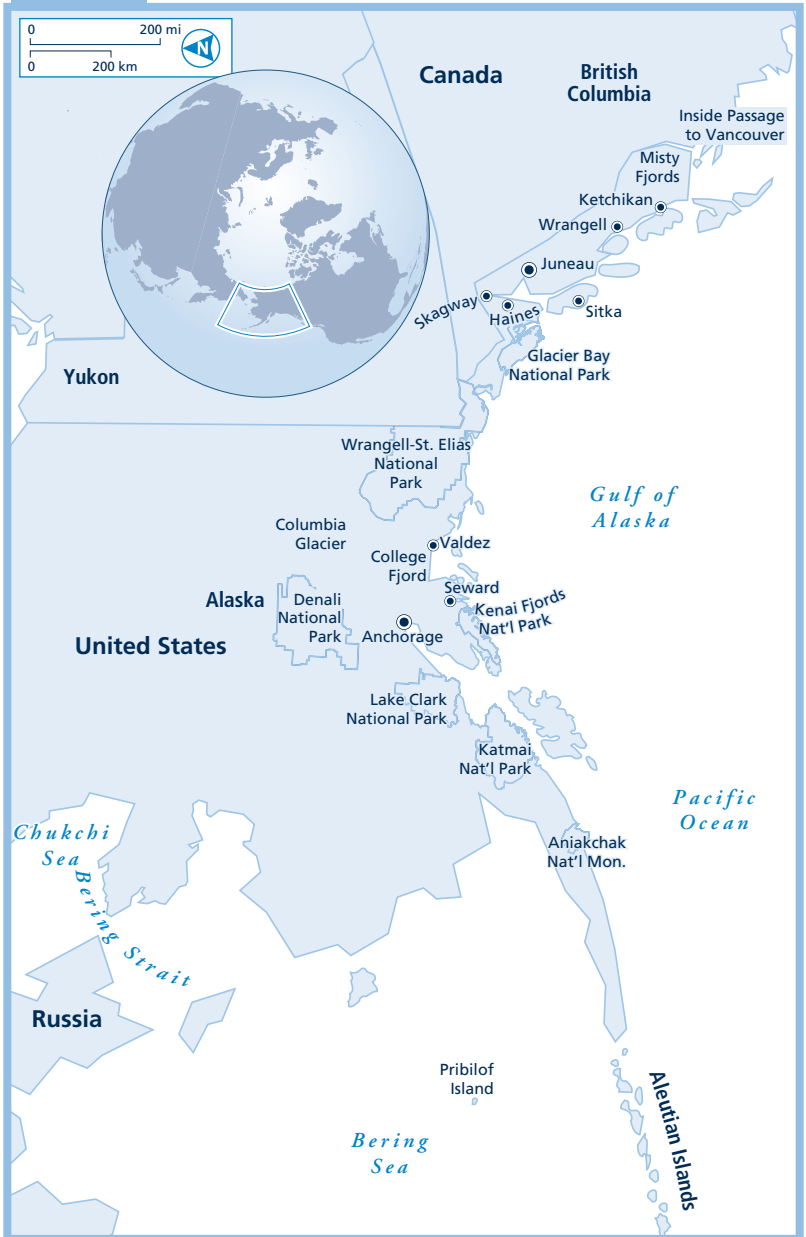 0 200 mi
0 200 km
N
Canada
British
Columbia
Inside Passage
to Vancouver
Misty
Fjords
Ketchikan
Wrangell
Juneau
Skagway
Haines
Sitka
Glacier Bay
National Park
Yukon
Wrangell-St. Elias
National
Park
Gulf of
Alaska
Columbia
Glacier
Valdez
College
Fjord
Seward
Kenai Fjords
Nat'l Park
Alaska
Denali
National
Park
Anchorage
United States
Lake Clark
National Park
Katmai
Nat'l Park
Pacific
Ocean
Chukchi
Sea
Aniakchak
Nat'l Mon.
Bering Strait
Russia
Pribilof
Island
Aleutian Islands
Bering
Sea